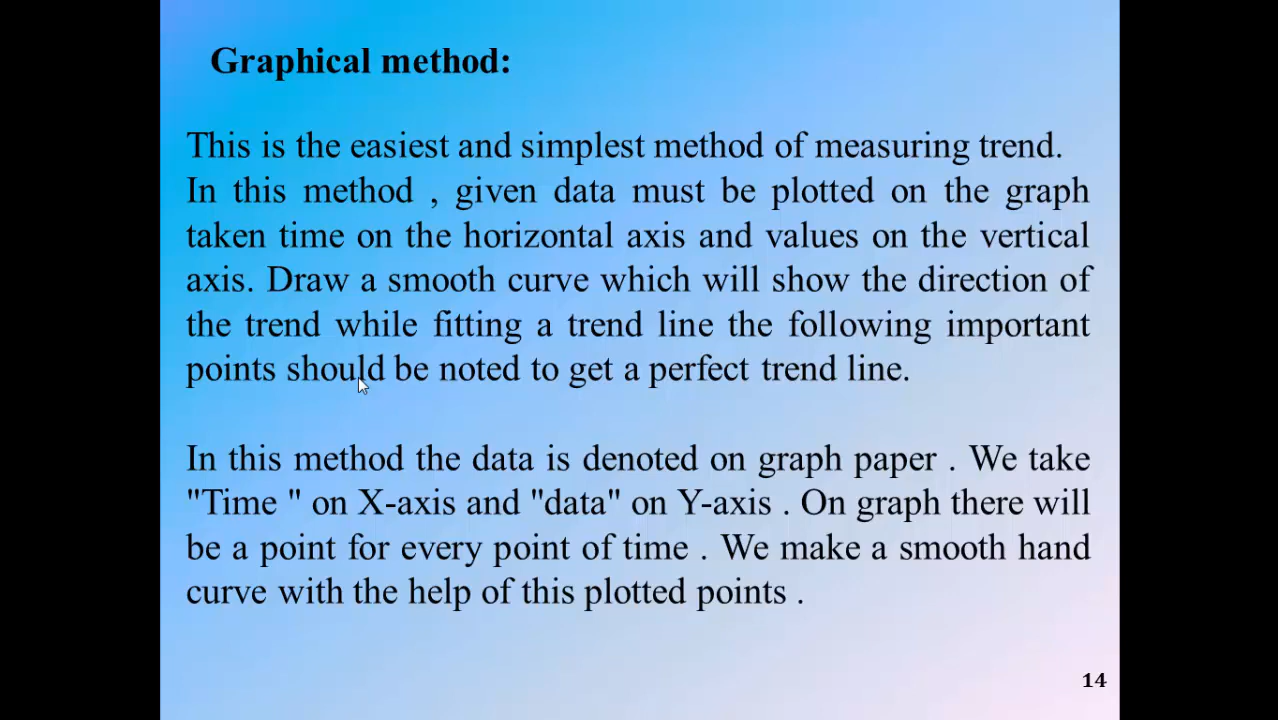 Graphical method:
This is the easiest and simplest method of measuring trend.
In this method , given data must be plotted on the graph
taken time on the horizontal axis and values on the vertical
axis. Draw a smooth curve which will show the direction of
the trend while fitting a trend line the following important
points should be noted to get a perfect trend line.
In this method the data is denoted on graph paper . We take
"Time " on X-axis and "data" on Y-axis . On graph there will
be a point for every point of time . We make a smooth hand
curve with the help of this plotted points .
14